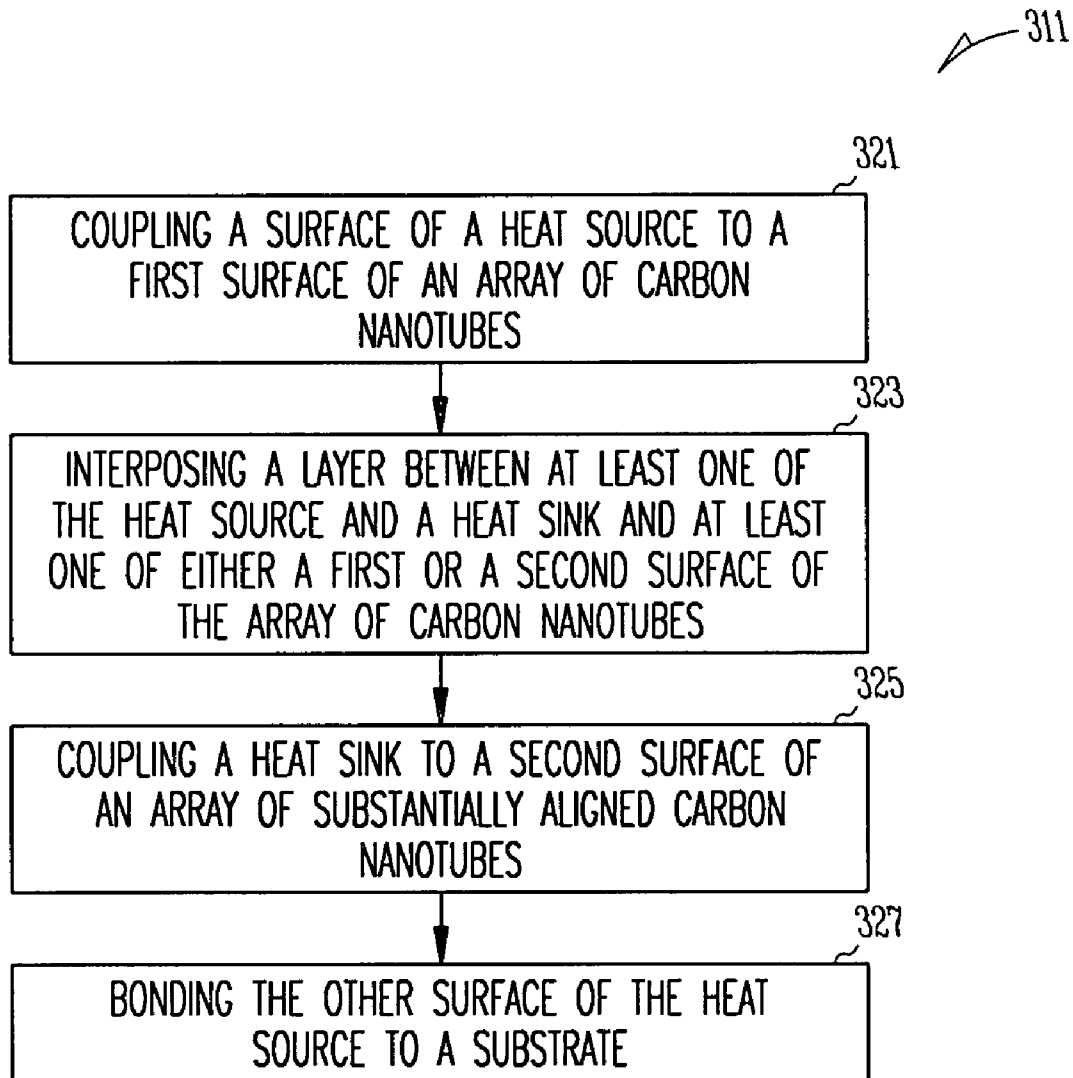 311
321
COUPLING A SURFACE OF A HEAT SOURCE TO A
FIRST SURFACE OF AN ARRAY OF CARBON
NANOTUBES
323
INTERPOSING A LAYER BETWEEN AT LEAST ONE OF
THE HEAT SOURCE AND A HEAT SINK AND AT LEAST
ONE OF EITHER A FIRST OR A SECOND SURFACE OF
THE ARRAY OF CARBON NANOTUBES
325
COUPLING A HEAT SINK TO A SECOND SURFACE OF
AN ARRAY OF SUBSTANTIALLY ALIGNED CARBON
NANOTUBES
327
BONDING THE OTHER SURFACE OF THE HEAT
SOURCE TO A SUBSTRATE